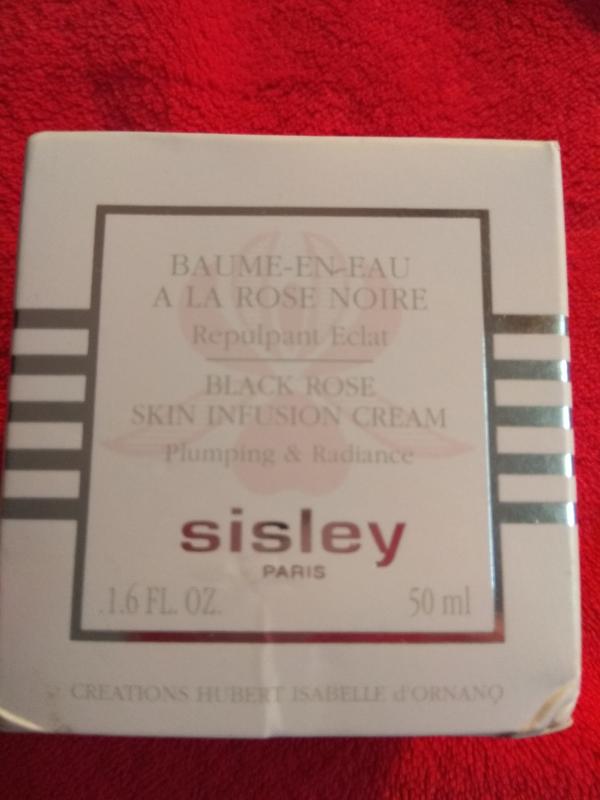 BAUME-EN-EAU
A LA ROSE NOIRE
Repulpant Eclat
BLACK ROSE
SKIN INFUSION CREAM
Plumping & Radiance
sisley
PARIS
1.6 FL. OZ. 50 ml
CREATIONS HUBERT ISABELLE d'ORNANO